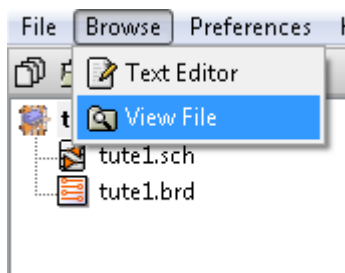 File Browse Preferences
Text Editor
View File
tute1.sch
tute1.brd